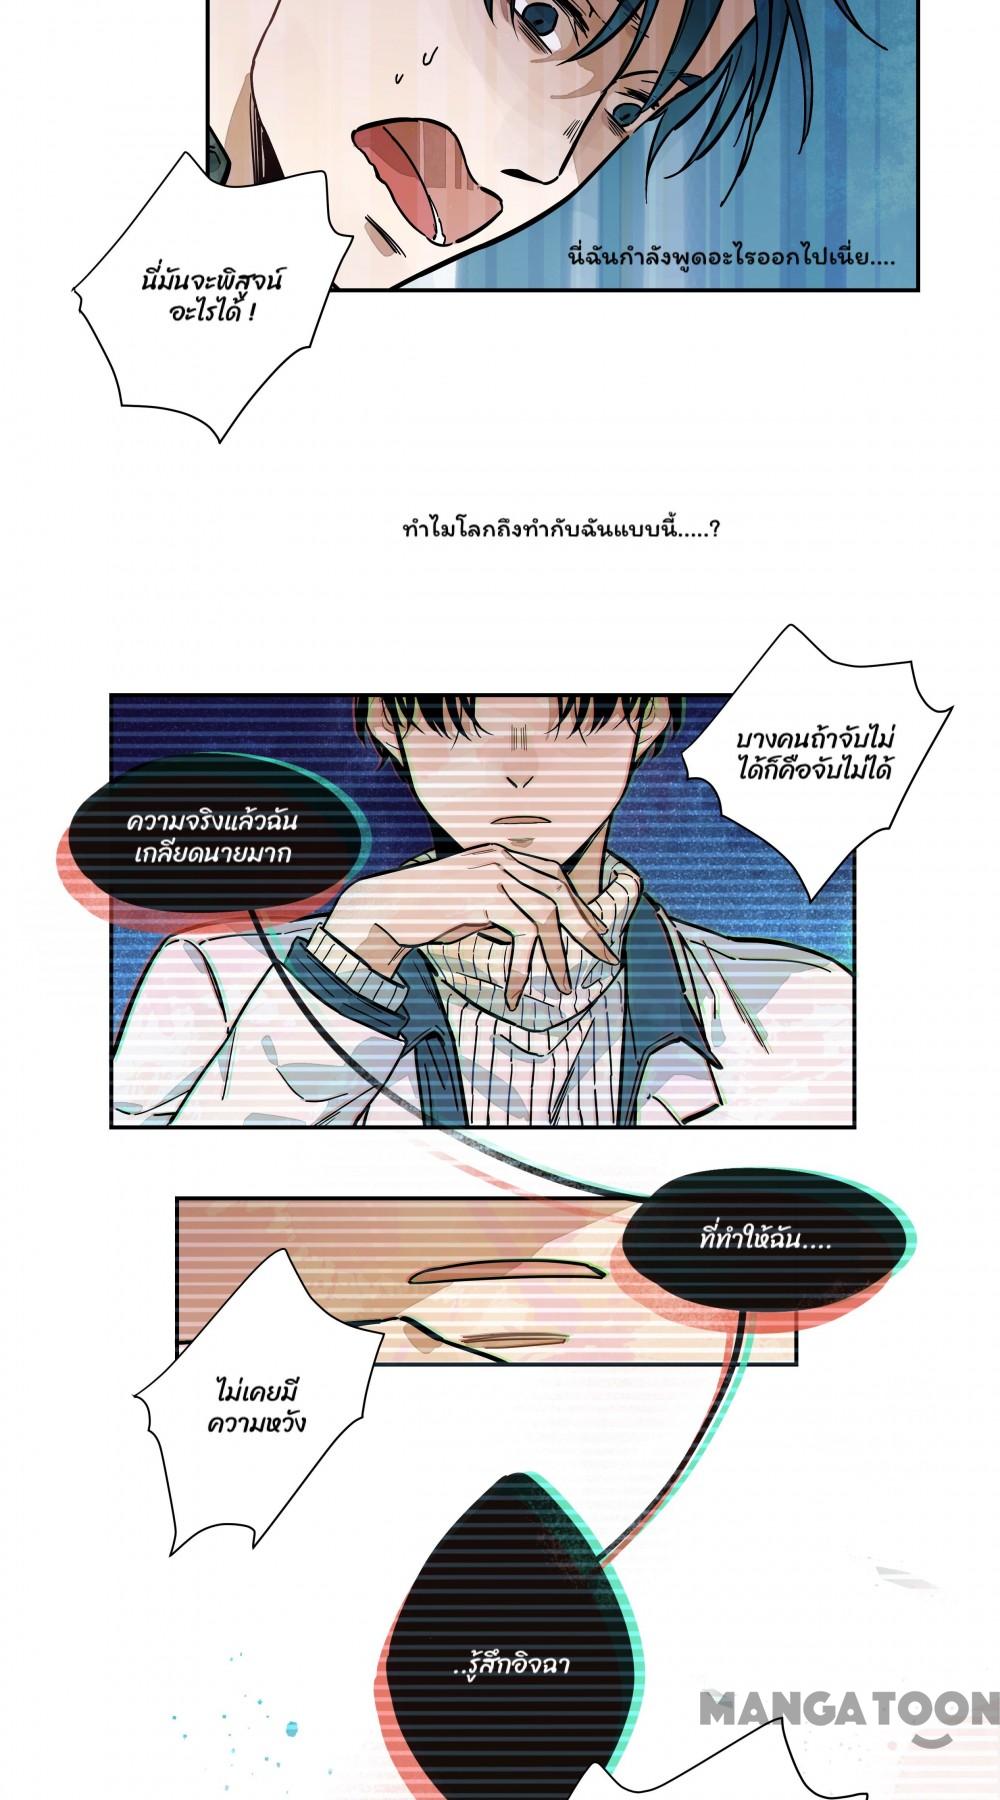 นี่ฉันกำลังพูดอะไรออกไปเนี่ย....
นี่มันจะพิสูจน์
อะไรได้ !
ทำไมโลกถึงทำกับฉันแบบนี้.....?
บางคนถ้าจับไม่
ได้ก็คือจับไม่ได้
ความจริงแล้วฉัน
เกลียดนายมาก
ที่ทำให้ฉัน....
ไม่เคยมี
ความหวัง
..รู้สึกอิจฉา
MANGATOON